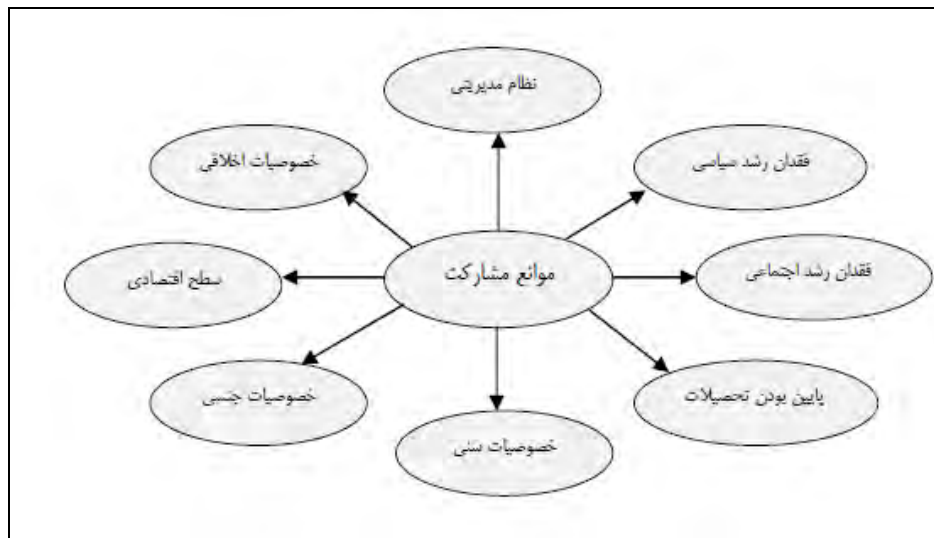 نظام مدیریتی
فقدان رشد سیاسی
خصوصیات اخلاقی
فقدان رشد اجتماعی
موانع مشارکت
سطح اقتصادی
پایین بودن تحصیلات
خصوصیات جنسی
خصوصیات سنی